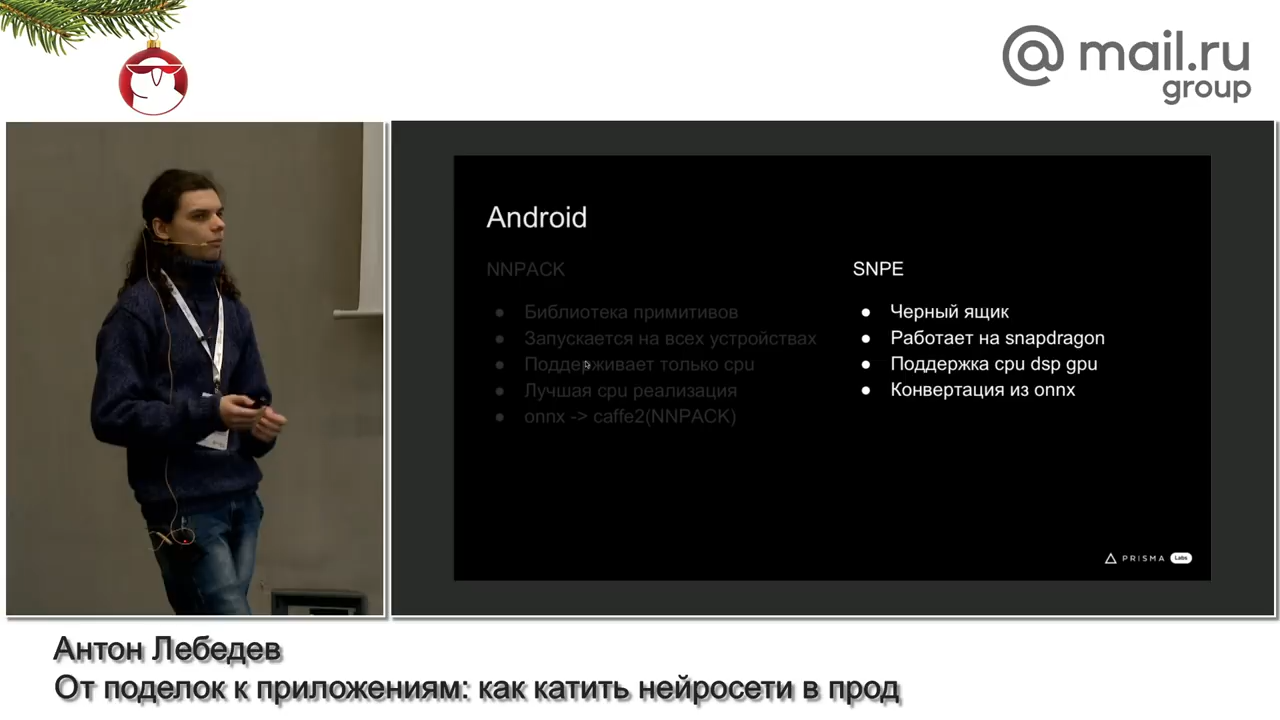 @ mail.ru
group
Android
NNPACK
Библиотека примитивов
Запускается на всех устройствах
Поддерживает только cpu
Лучшая cpu реализация
onnx -> caffe2(NNPACK)
SNPE
Черный ящик
Работает на snapdragon
Поддержка cpu dsp gpu
Конвертация из onnx
PRISMA Labs
Антон Лебедев
От поделок к приложениям: как катить нейросети в прод